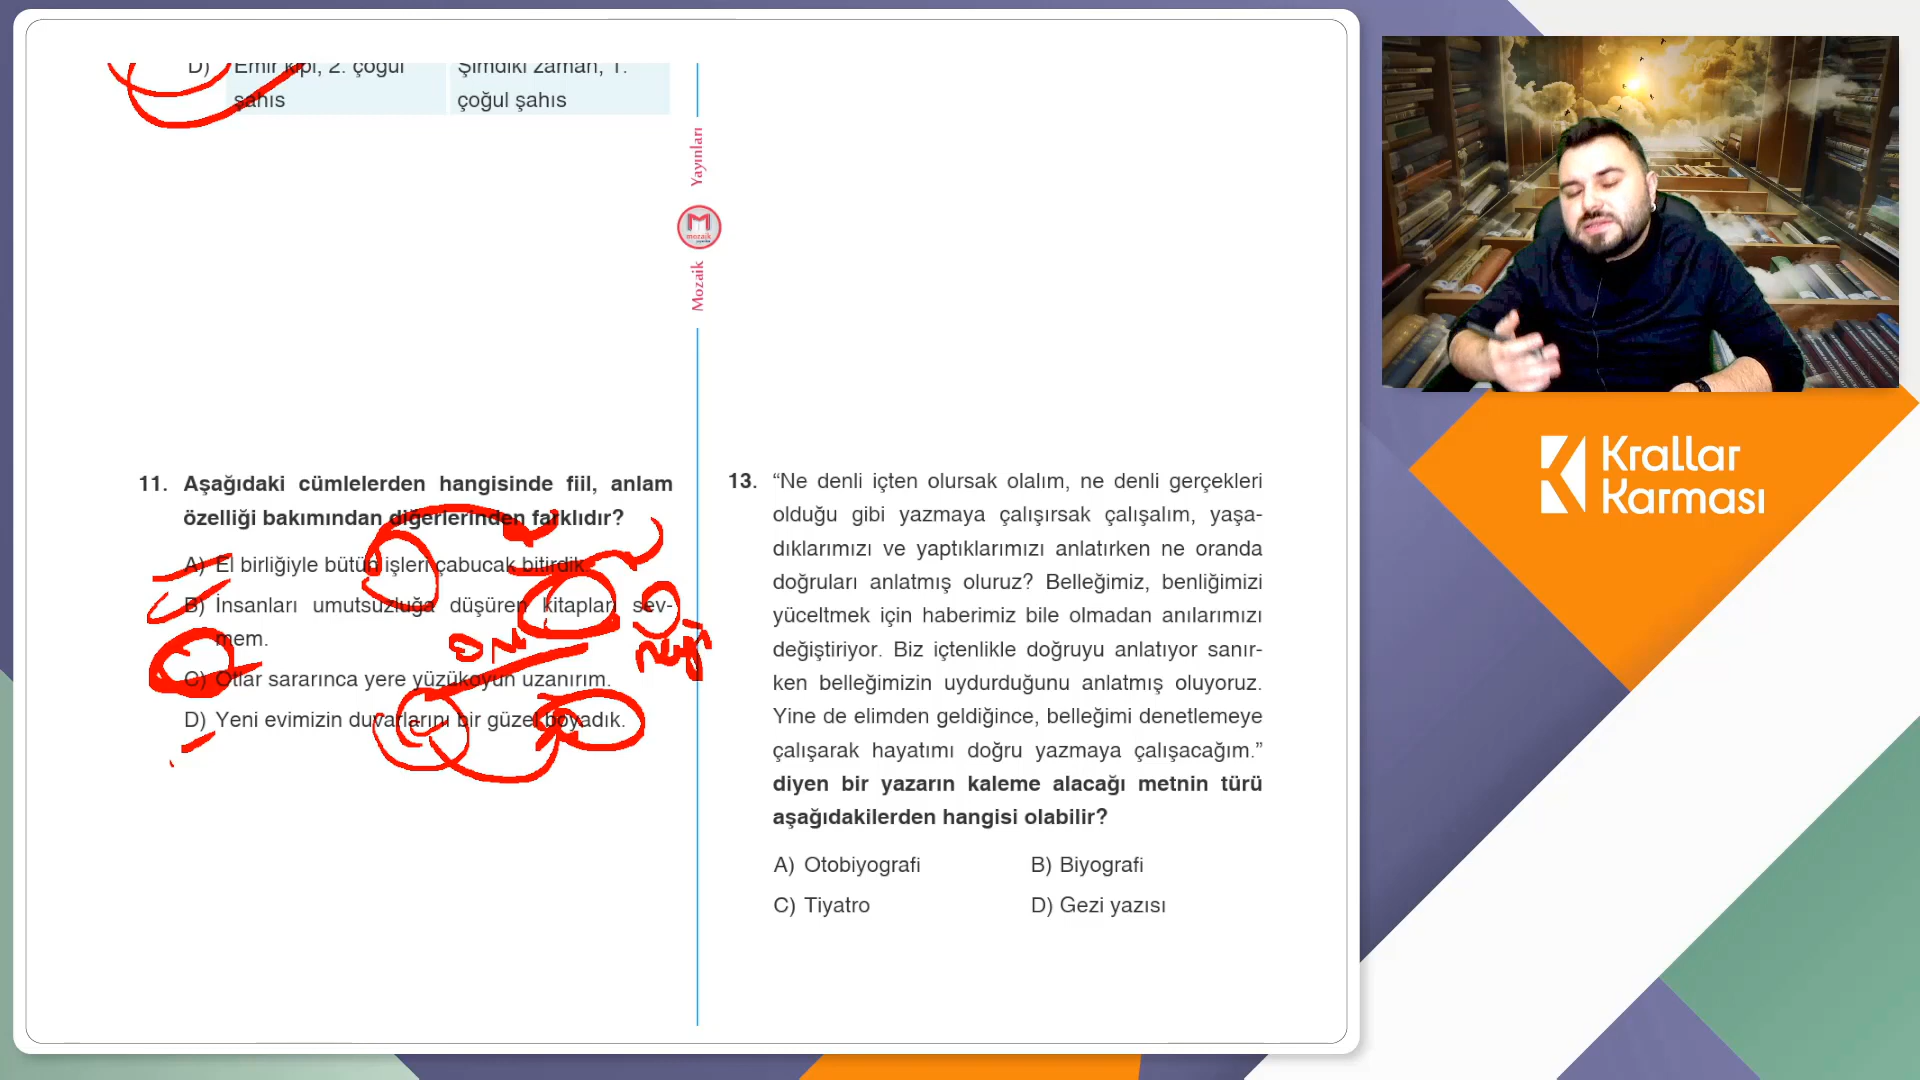 D) Emir kipi, 2. çoğul
şahıs
Şimdiki zaman, 1.
çoğul şahıs
Yayınları
mozaik
Mozaik
11. Aşağıdaki cümlelerden hangisinde fiil, anlam
özelliği bakımından diğerlerinden farklıdır?
A) El birliğiyle bütün işleri çabucak bitirdik.
B) İnsanları umutsuzluğa düşüren kitapları sev-
mem.
C) Otlar sararınca yere yüzükoyun uzanırım.
D) Yeni evimizin duvarlarını bir güzel boyadık.
13. “Ne denli içten olursak olalım, ne denli gerçekleri
olduğu gibi yazmaya çalışırsak çalışalım, yaşa-
dıklarımızı ve yaptıklarımızı anlatırken ne oranda
doğruları anlatmış oluruz? Belleğimiz, benliğimizi
yüceltmek için haberimiz bile olmadan anılarımızı
değiştiriyor. Biz içtenlikle doğruyu anlatıyor sanır-
ken belleğimizin uydurduğunu anlatmış oluyoruz.
Yine de elimden geldiğince, belleğimi denetlemeye
çalışarak hayatımı doğru yazmaya çalışacağım.”
diyen bir yazarın kaleme alacağı metnin türü
aşağıdakilerden hangisi olabilir?
A) Otobiyografi
B) Biyografi
C) Tiyatro
D) Gezi yazısı
Krallar
Karması